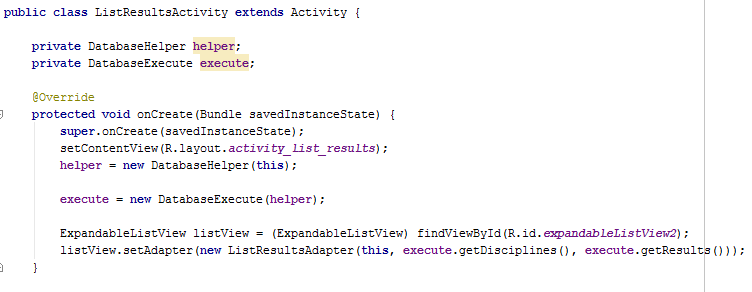 public class ListResultsActivity extends Activity {
private DatabaseHelper helper;
private DatabaseExecute execute;
@Override
protected void onCreate(Bundle savedInstanceState) {
super.onCreate(savedInstanceState);
setContentView(R.layout.activity_list_results);
helper = new DatabaseHelper(this);
execute = new DatabaseExecute(helper);
ExpandableListView listView = (ExpandableListView) findViewById(R.id.expandableListView2);
listView.setAdapter(new ListResultsAdapter(this, execute.getDisciplines(), execute.getResults()));
}